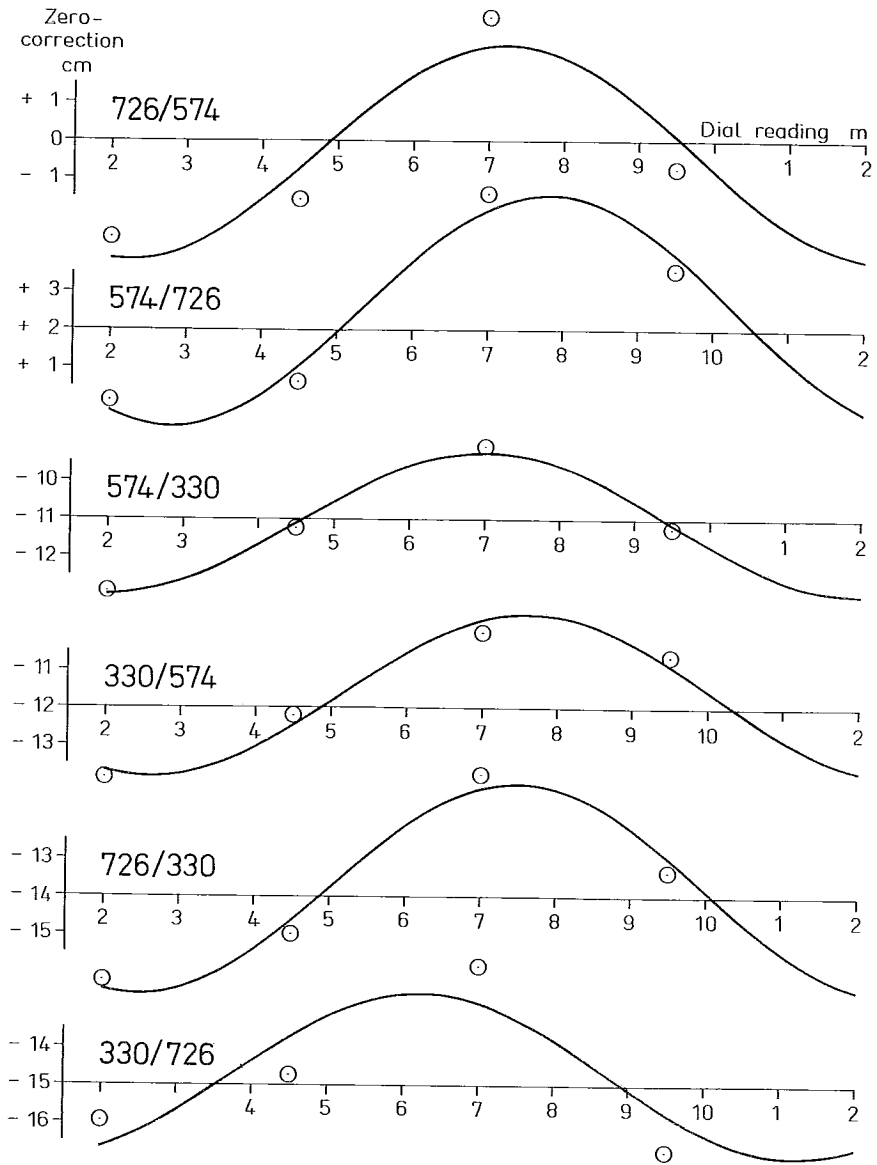 Zero-
correction
cm
+ 1
726/574
Dial reading m
0
2 3 4 5 6 7 8 9 1 2
- 1
+ 3
574/726
+ 2
2 3 4 5 6 7 8 9 10 2
+ 1
- 10
574/330
- 11
2 3 5 6 7 8 9 1 2
- 12
- 11
330/574
- 12
2 3 4 5 6 7 8 9 10 2
- 13
- 13
726/330
- 14
2 3 4 5 6 7 8 9 10 1 2
- 15
- 14
330/726
- 15
4 5 6 7 8 9 10 1 2
- 16